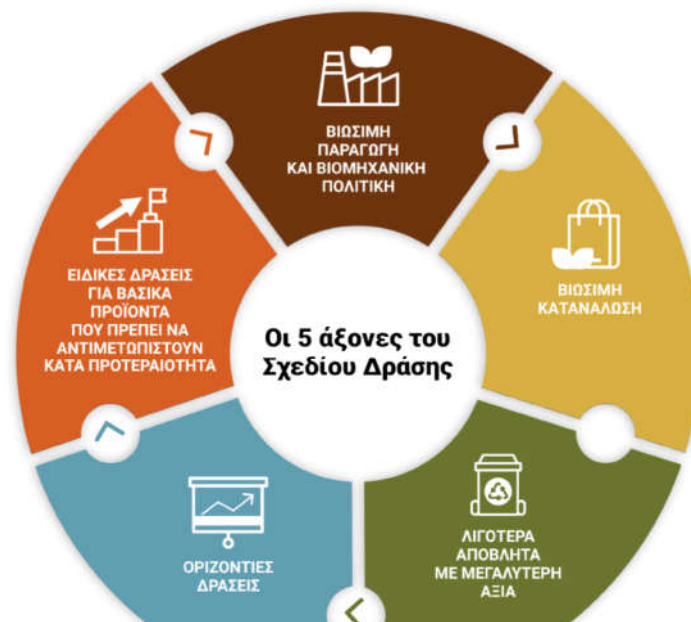 ΒΙΩΣΙΜΗ
ΠΑΡΑΓΩΓΗ
ΚΑΙ ΒΙΟΜΗΧΑΝΙΚΗ
ΠΟΛΙΤΙΚΗ
ΒΙΩΣΙΜΗ
ΚΑΤΑΝΑΛΩΣΗ
ΛΙΓΟΤΕΡΑ
ΑΠΟΒΛΗΤΑ
ΜΕ ΜΕΓΑΛΥΤΕΡΗ
ΑΞΙΑ
ΟΡΙΖΟΝΤΙΕΣ
ΔΡΑΣΕΙΣ
ΕΙΔΙΚΕΣ ΔΡΑΣΕΙΣ
ΓΙΑ ΒΑΣΙΚΑ
ΠΡΟΪΟΝΤΑ
ΠΟΥ ΠΡΕΠΕΙ ΝΑ
ΑΝΤΙΜΕΤΩΠΙΣΤΟΥΝ
ΚΑΤΑ ΠΡΟΤΕΡΑΙΟΤΗΤΑ
Οι 5 άξονες του
Σχεδίου Δράσης